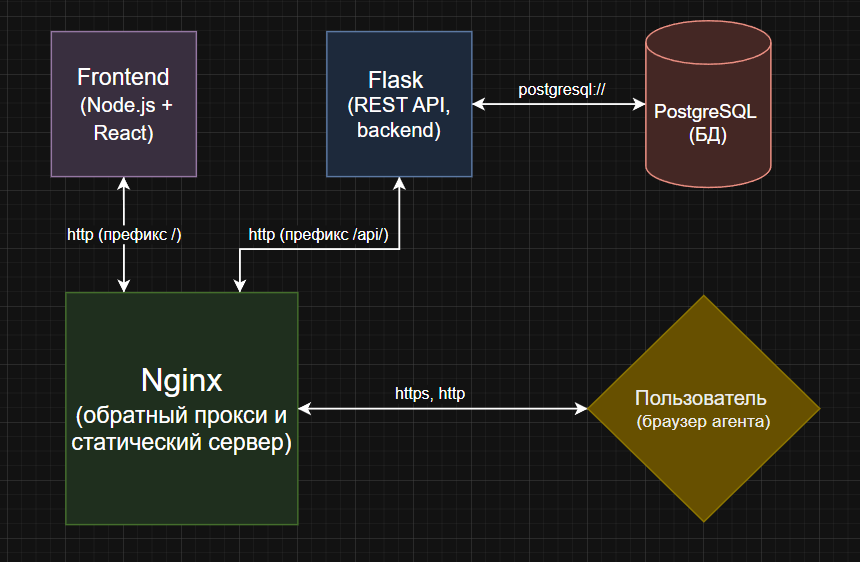 Frontend
(Node.js +
React)
Flask
(REST API,
backend)
postgresql://
PostgreSQL
(БД)
http (префикс /)
http (префикс /api/)
Nginx
(обратный прокси и
статический сервер)
https, http
Пользователь
(браузер агента)